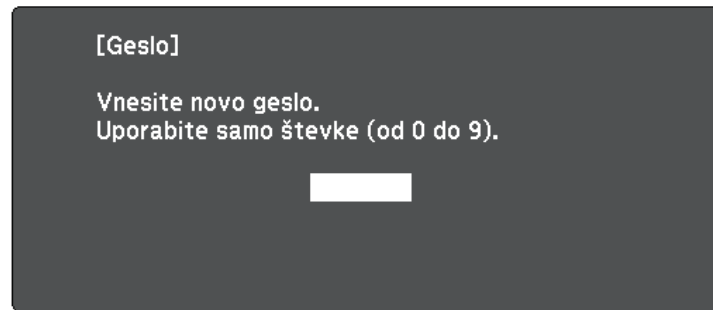 [Geslo]
Vnesite novo geslo.
Uporabite samo števke (od 0 do 9).